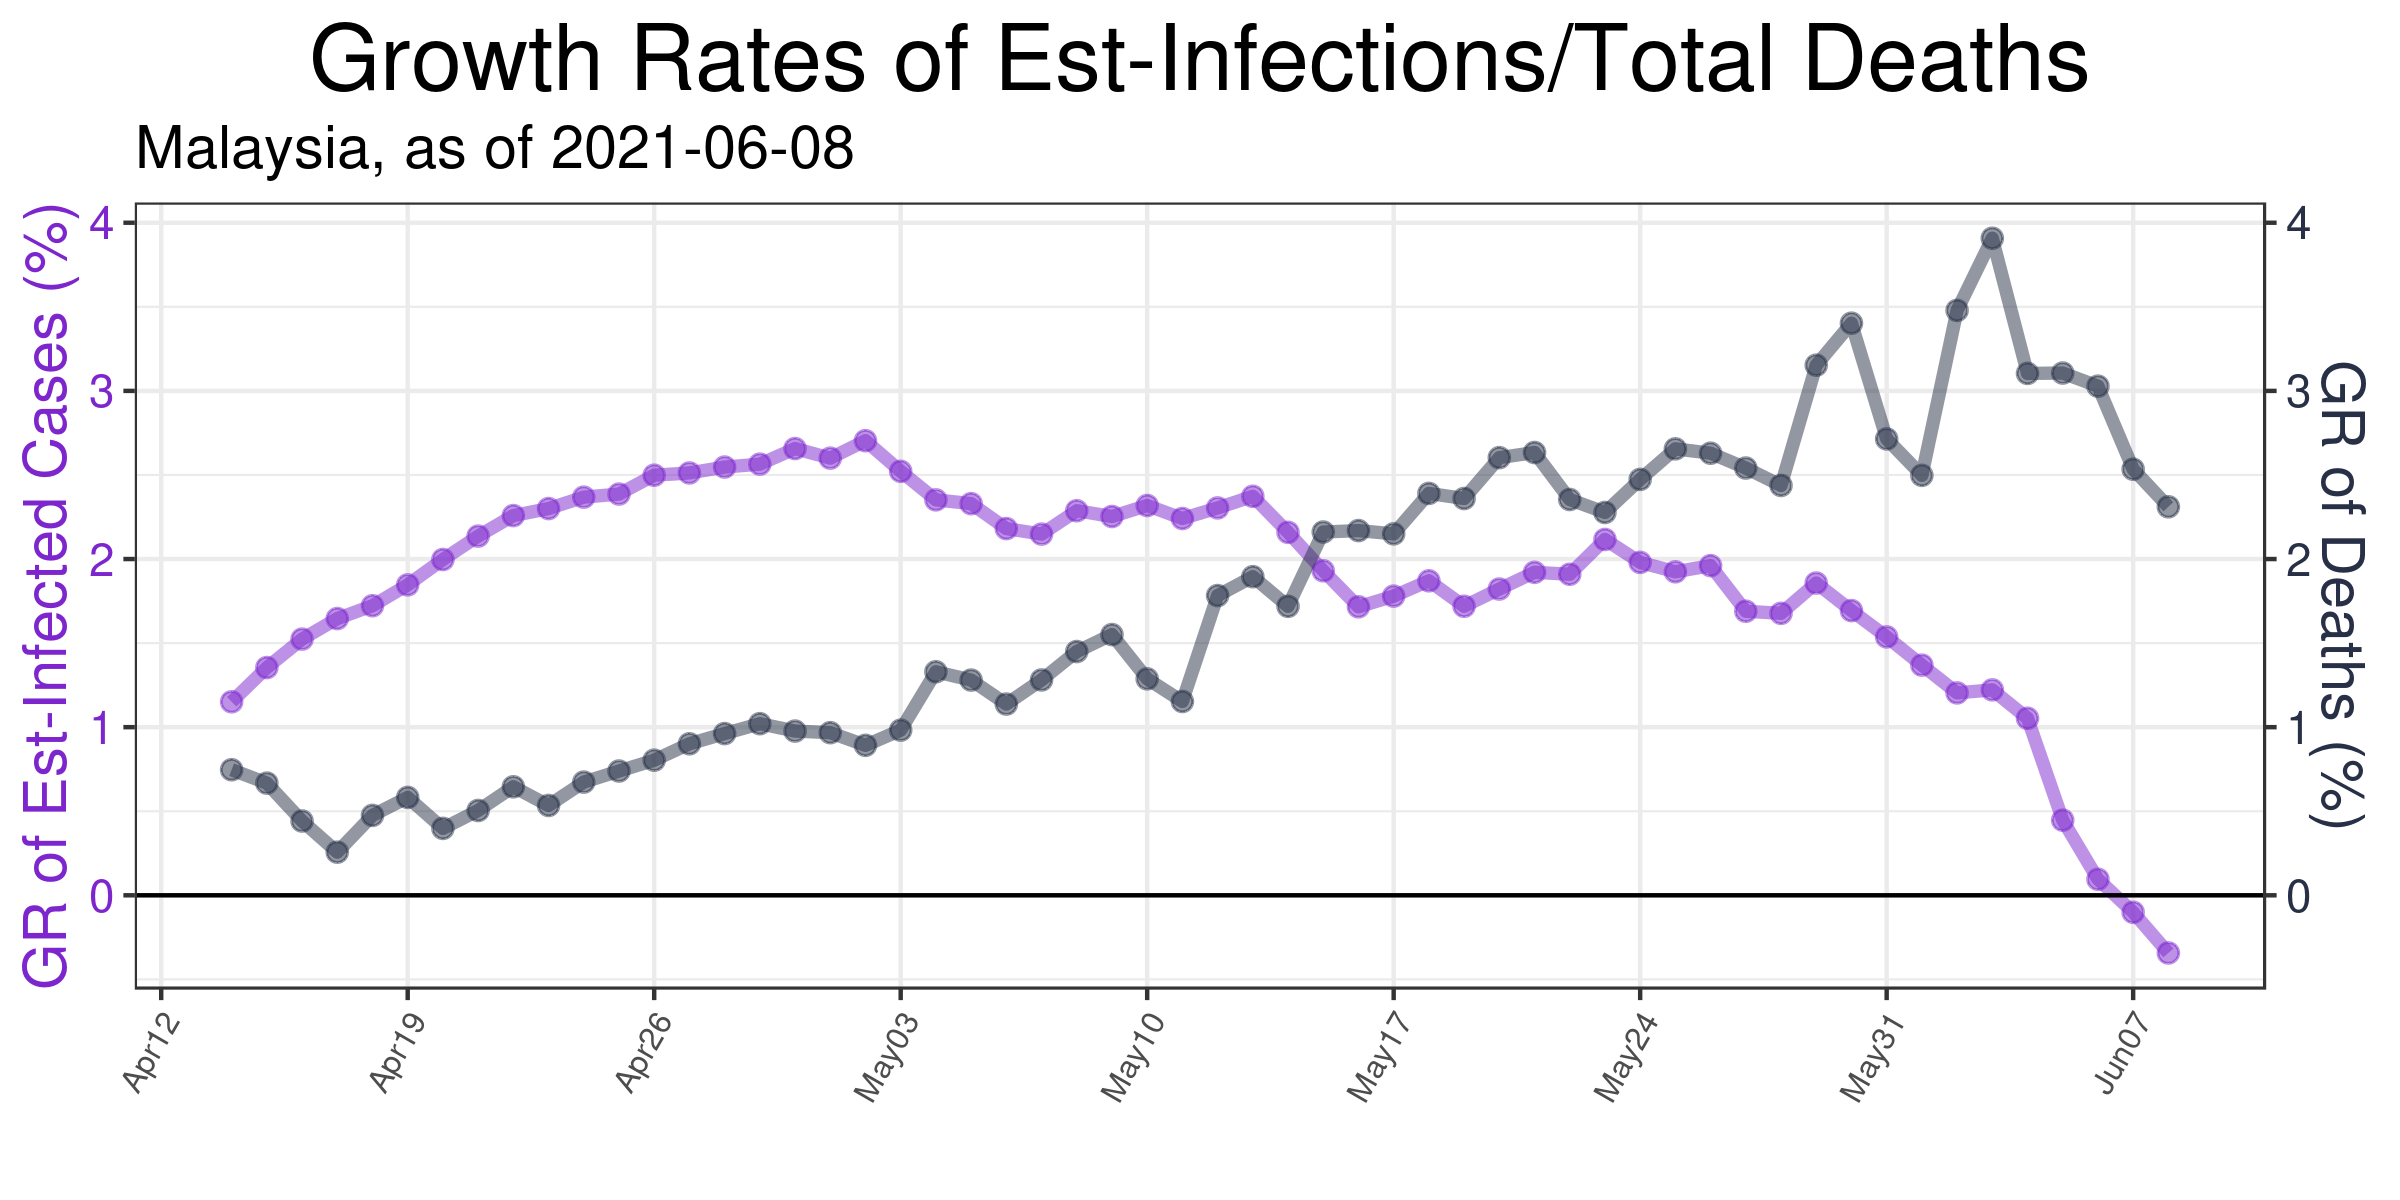 Growth Rates of Est-Infections/Total Deaths
Malaysia, as of 2021-06-08
GR of Est-Infected Cases (%)
4
3
2
1
0
4
3
2
1
0
GR of Deaths (%)
Apr12
Apr19
Apr26
May03
May10
May17
May24
May31
Jun07